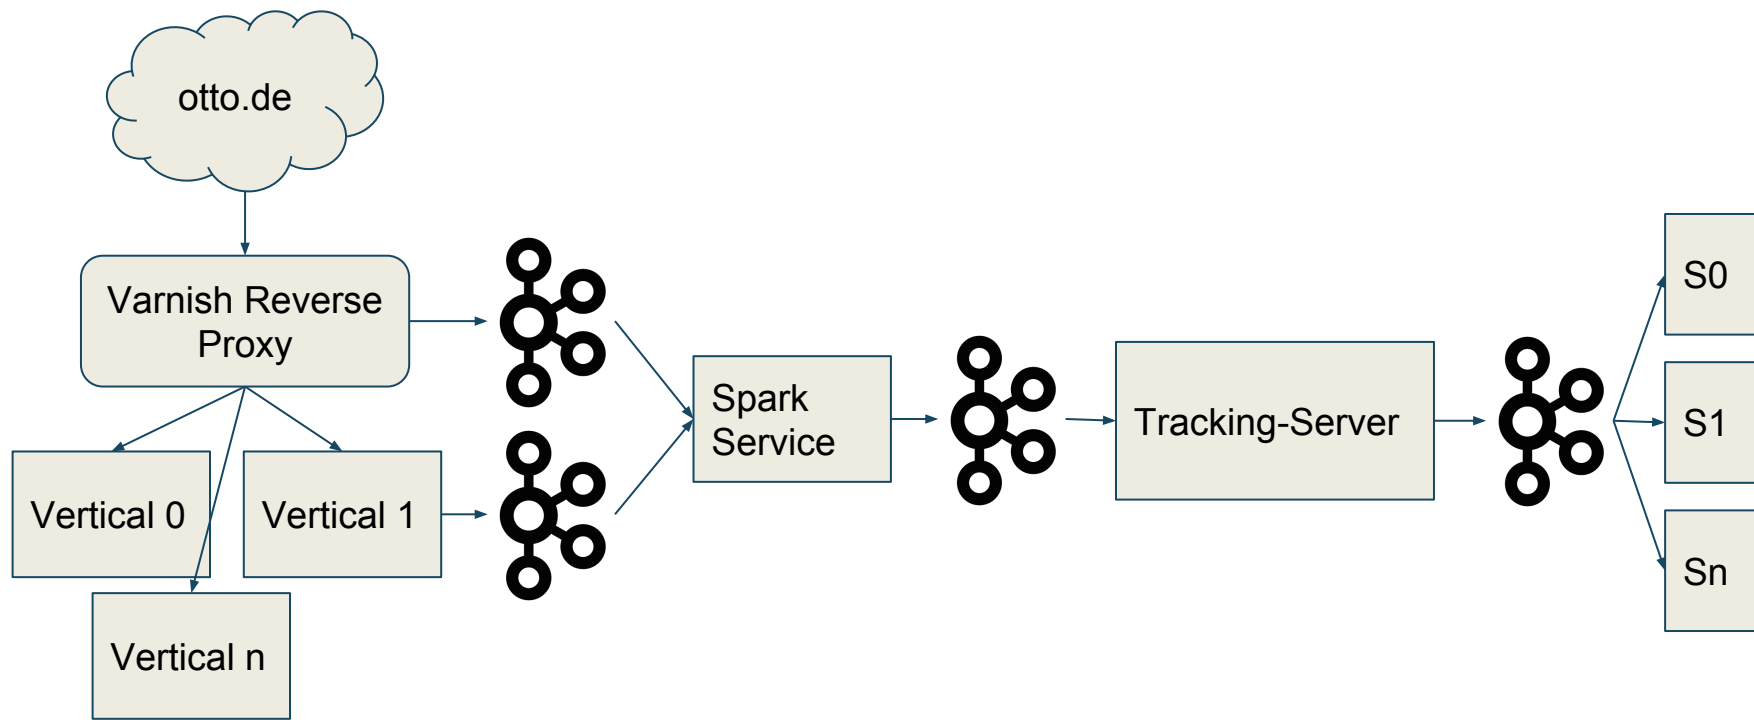 otto.de
Varnish Reverse
Proxy
Vertical 0
Vertical 1
Vertical n
Spark
Service
Tracking-Server
S0
S1
Sn